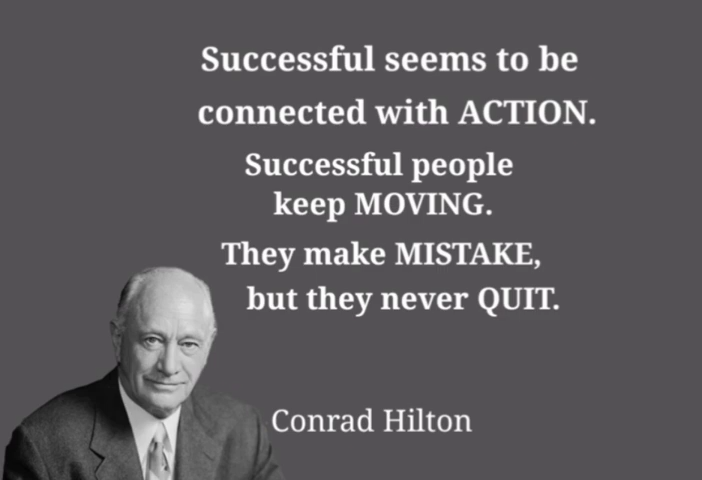 Successful seems to be
connected with ACTION.
Successful people
keep MOVING.
They make MISTAKE,
but they never QUIT.
Conrad Hilton